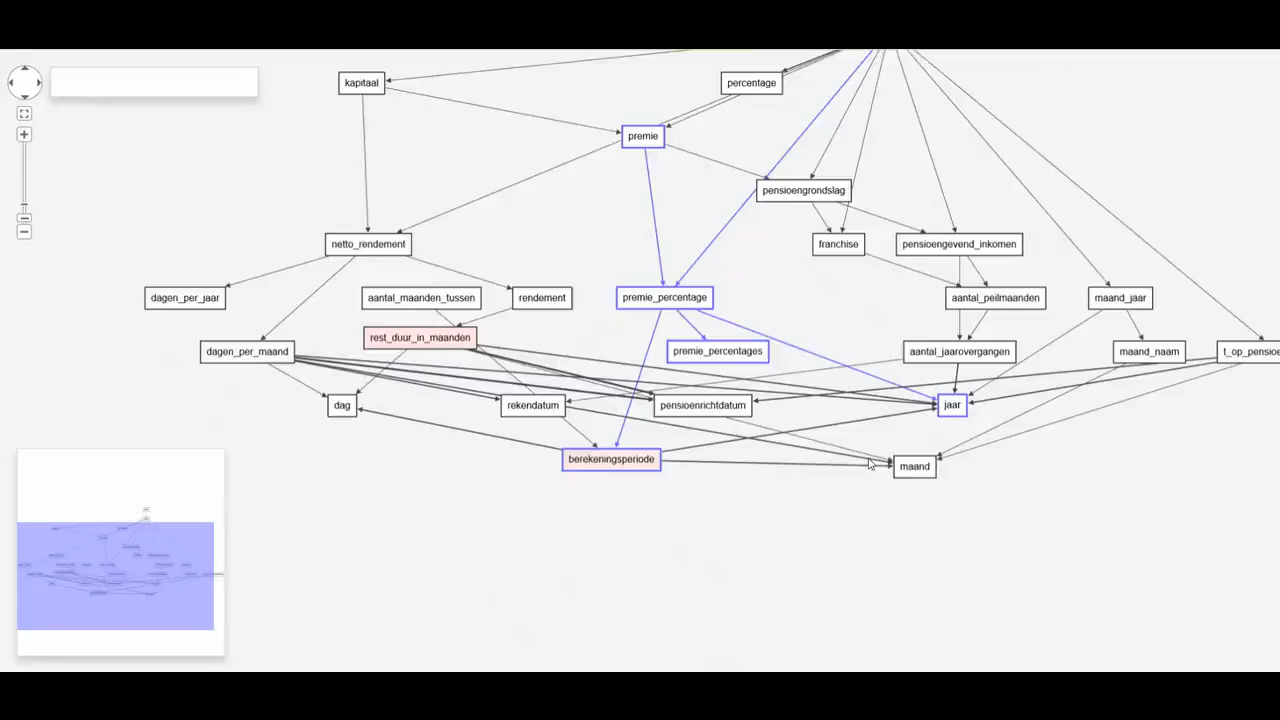 kapitaal
percentage
premie
pensioengrondslag
netto_rendement
franchise
pensioengevend_inkomen
dagen_per_jaar
aantal_maanden_tussen
rendement
premie_percentage
aantal_peilmaanden
maand_jaar
rest_duur_in_maanden
dagen_per_maand
premie_percentages
aantal_jaarovergangen
maand_naam
t_op_pensioe
dag
rekendatum
pensioenrichtdatum
jaar
berekeningsperiode
maand